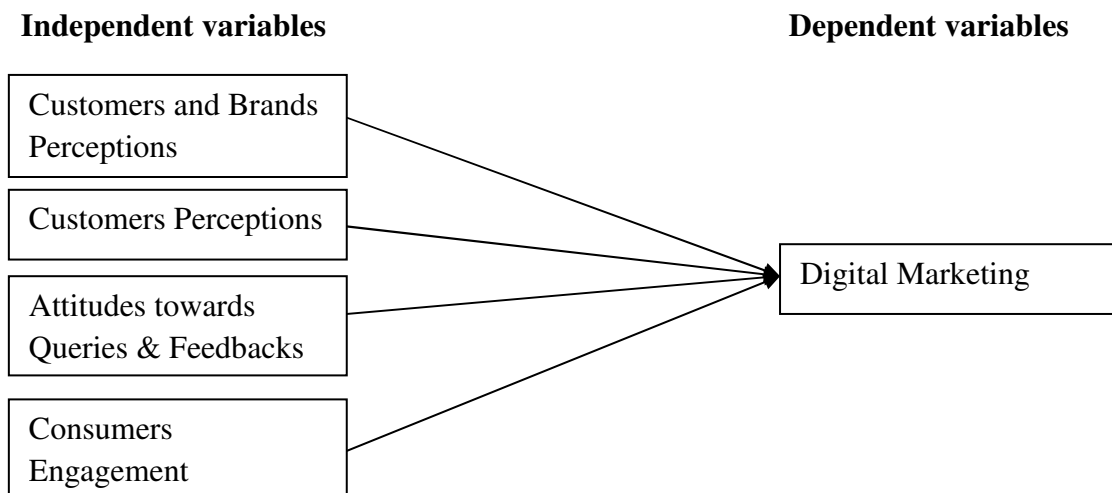 Independent variables
Dependent variables
Customers and Brands
Perceptions
Customers Perceptions
Attitudes towards
Queries & Feedbacks
Consumers
Engagement
Digital Marketing